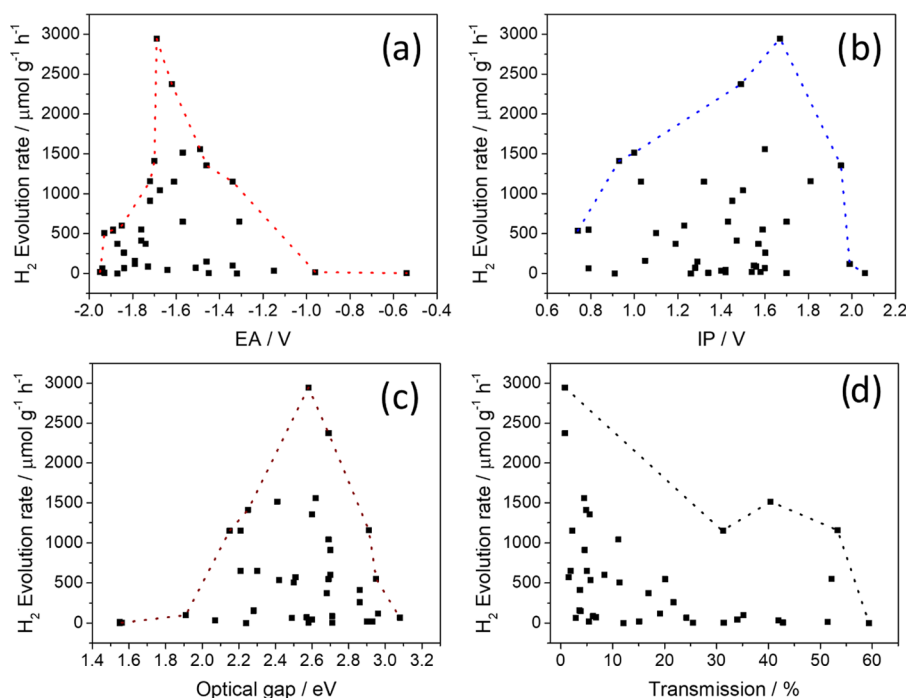 (a)
3000
2500
2000
1500
1000
500
0
H₂ Evolution rate / μmol g⁻¹ h⁻¹
-2.0 -1.8 -1.6 -1.4 -1.2 -1.0 -0.8 -0.6 -0.4
EA / V
(b)
3000
2500
2000
1500
1000
500
0
H₂ Evolution rate / μmol g⁻¹ h⁻¹
0.6 0.8 1.0 1.2 1.4 1.6 1.8 2.0 2.2
IP / V
(c)
3000
2500
2000
1500
1000
500
0
H₂ Evolution rate / μmol g⁻¹ h⁻¹
1.4 1.6 1.8 2.0 2.2 2.4 2.6 2.8 3.0 3.2
Optical gap / eV
(d)
3000
2500
2000
1500
1000
500
0
H₂ Evolution rate / μmol g⁻¹ h⁻¹
0 10 20 30 40 50 60
Transmission / %